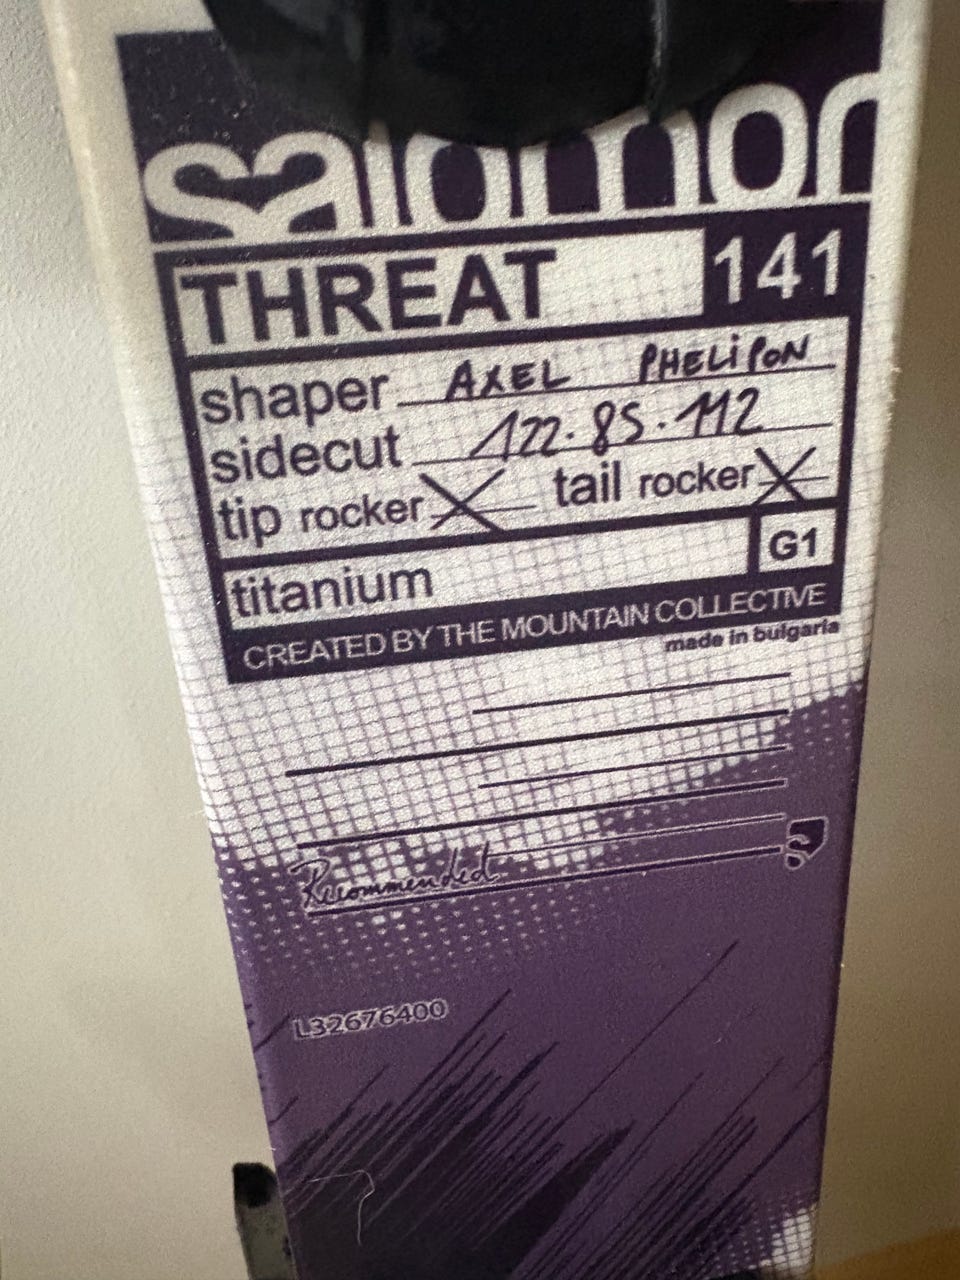 salomon
THREAT 141
shaper AXEL PHELIPON
sidecut 122.85.112
tip rocker X tail rocker X
titanium G1
CREATED BY THE MOUNTAIN COLLECTIVE
made in bulgaria
Recommended
L32676400